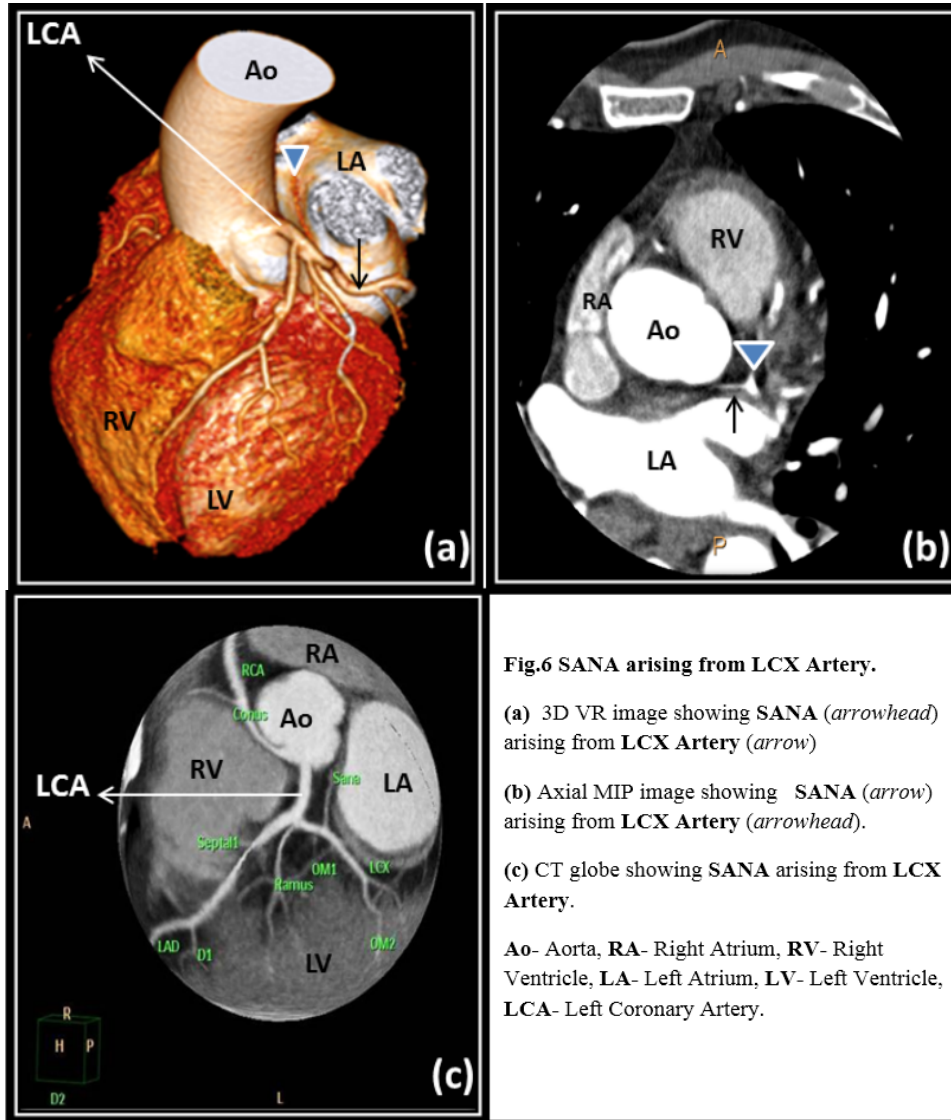 LCA
Ao
LA
RV
LV
(a)
A
RV
RA
Ao
LA
P
(b)
RA
RCA
Conus
Ao
RV
Sana
LA
LCA
A
Septal1
OM1
LCX
Ramus
LAD
D1
OM2
LV
R
H P
D2
L
(c)
Fig.6 SANA arising from LCX Artery.
(a) 3D VR image showing SANA (arrowhead)
arising from LCX Artery (arrow)
(b) Axial MIP image showing SANA (arrow)
arising from LCX Artery (arrowhead).
(c) CT globe showing SANA arising from LCX
Artery.
Ao- Aorta, RA- Right Atrium, RV- Right
Ventricle, LA- Left Atrium, LV- Left Ventricle,
LCA- Left Coronary Artery.